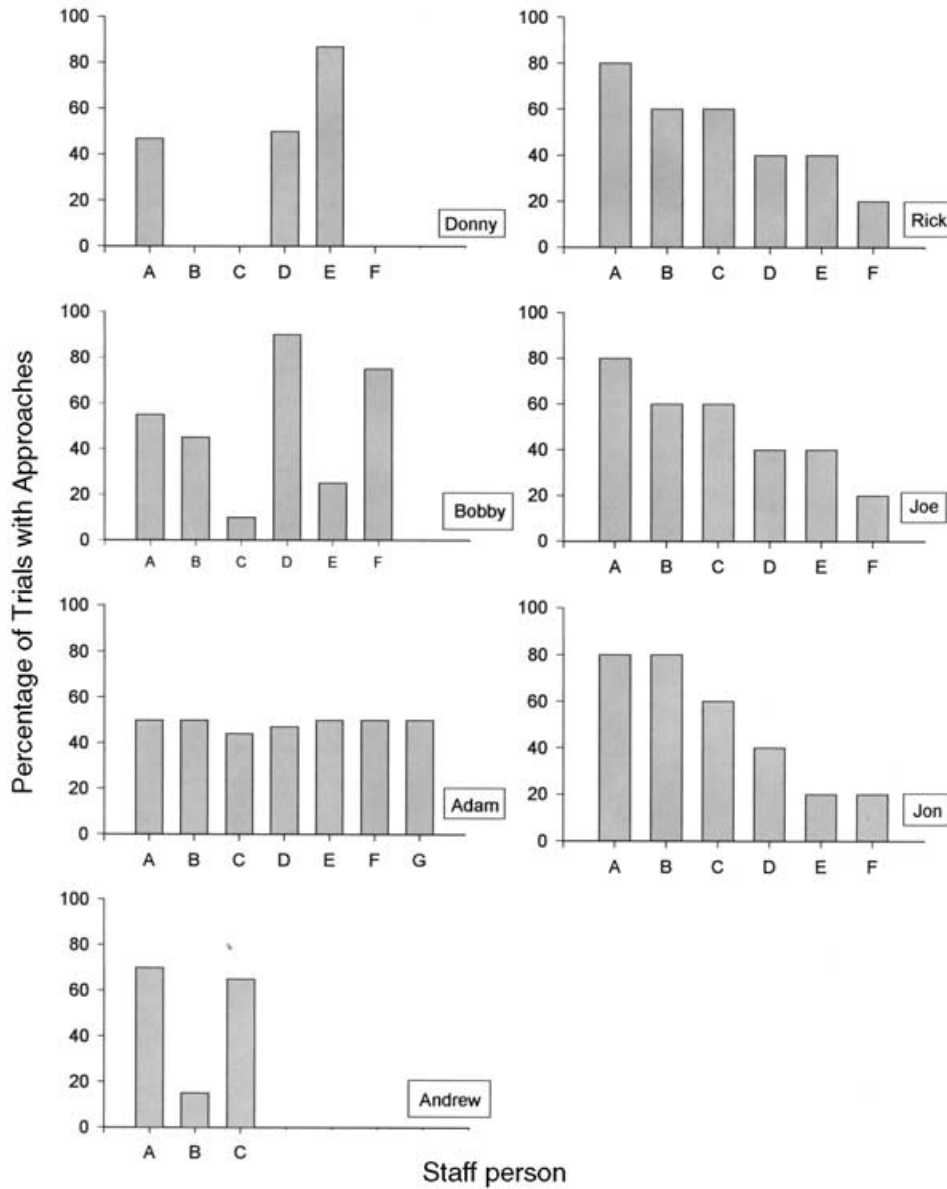 Percentage of Trials with Approaches
100
80
60
40
20
0
A B C D E F
Donny
100
80
60
40
20
0
A B C D E F
Rick
100
80
60
40
20
0
A B C D E F
Bobby
100
80
60
40
20
0
A B C D E F
Joe
100
80
60
40
20
0
A B C D E F G
Adam
100
80
60
40
20
0
A B C D E F
Jon
100
80
60
40
20
0
A B C
Andrew
Staff person